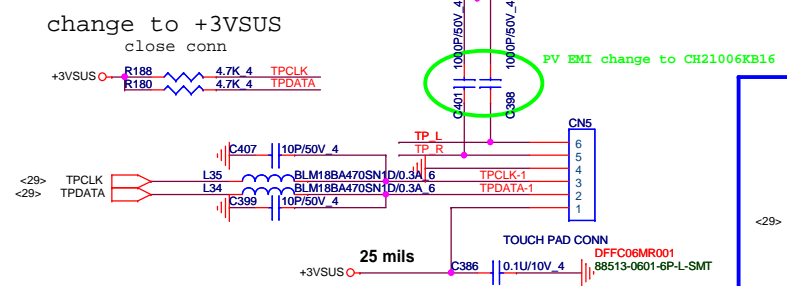 change to +3VSUS
close conn
+3VSUS
R188 4.7K_4 TPCLK
R180 4.7K_4 TPDATA
1000P/50V_4
1000P/50V_4
PV EMI change to CH21006KB16
C401
C398
CN5
TP_L
TP_R
6
5
4
3
2
1
C407 10P/50V_4
<29> TPCLK L35 BLM18BA470SN1D/0.3A_6 TPCLK-1
<29> TPDATA L34 BLM18BA470SN1D/0.3A_6 TPDATA-1
C399 10P/50V_4
<29>
TOUCH PAD CONN
25 mils
DFFC06MR001
+3VSUS C386 0.1U/10V_4 88513-0601-6P-L-SMT